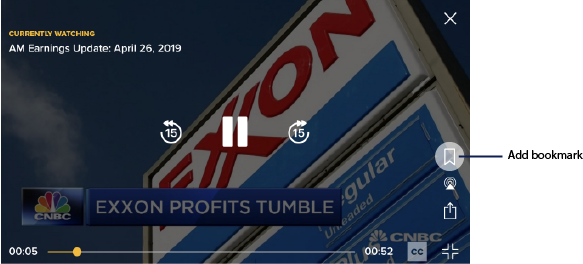 CURRENTLY WATCHING
AM Earnings Update: April 26, 2019
EXXON
15
15
Add bookmark
CNBC
EXXON PROFITS TUMBLE
Regular
Unleaded
CNBC
00:05
00:52
CC